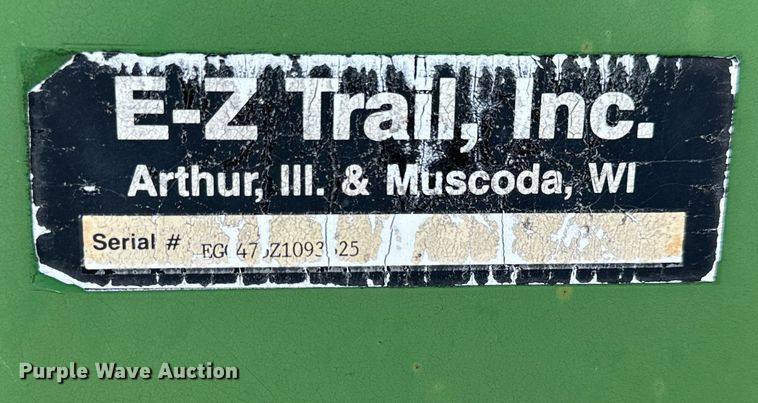 E-Z Trail, Inc.
Arthur, Ill. & Muscoda, WI
Serial #
Purple Wave Auction